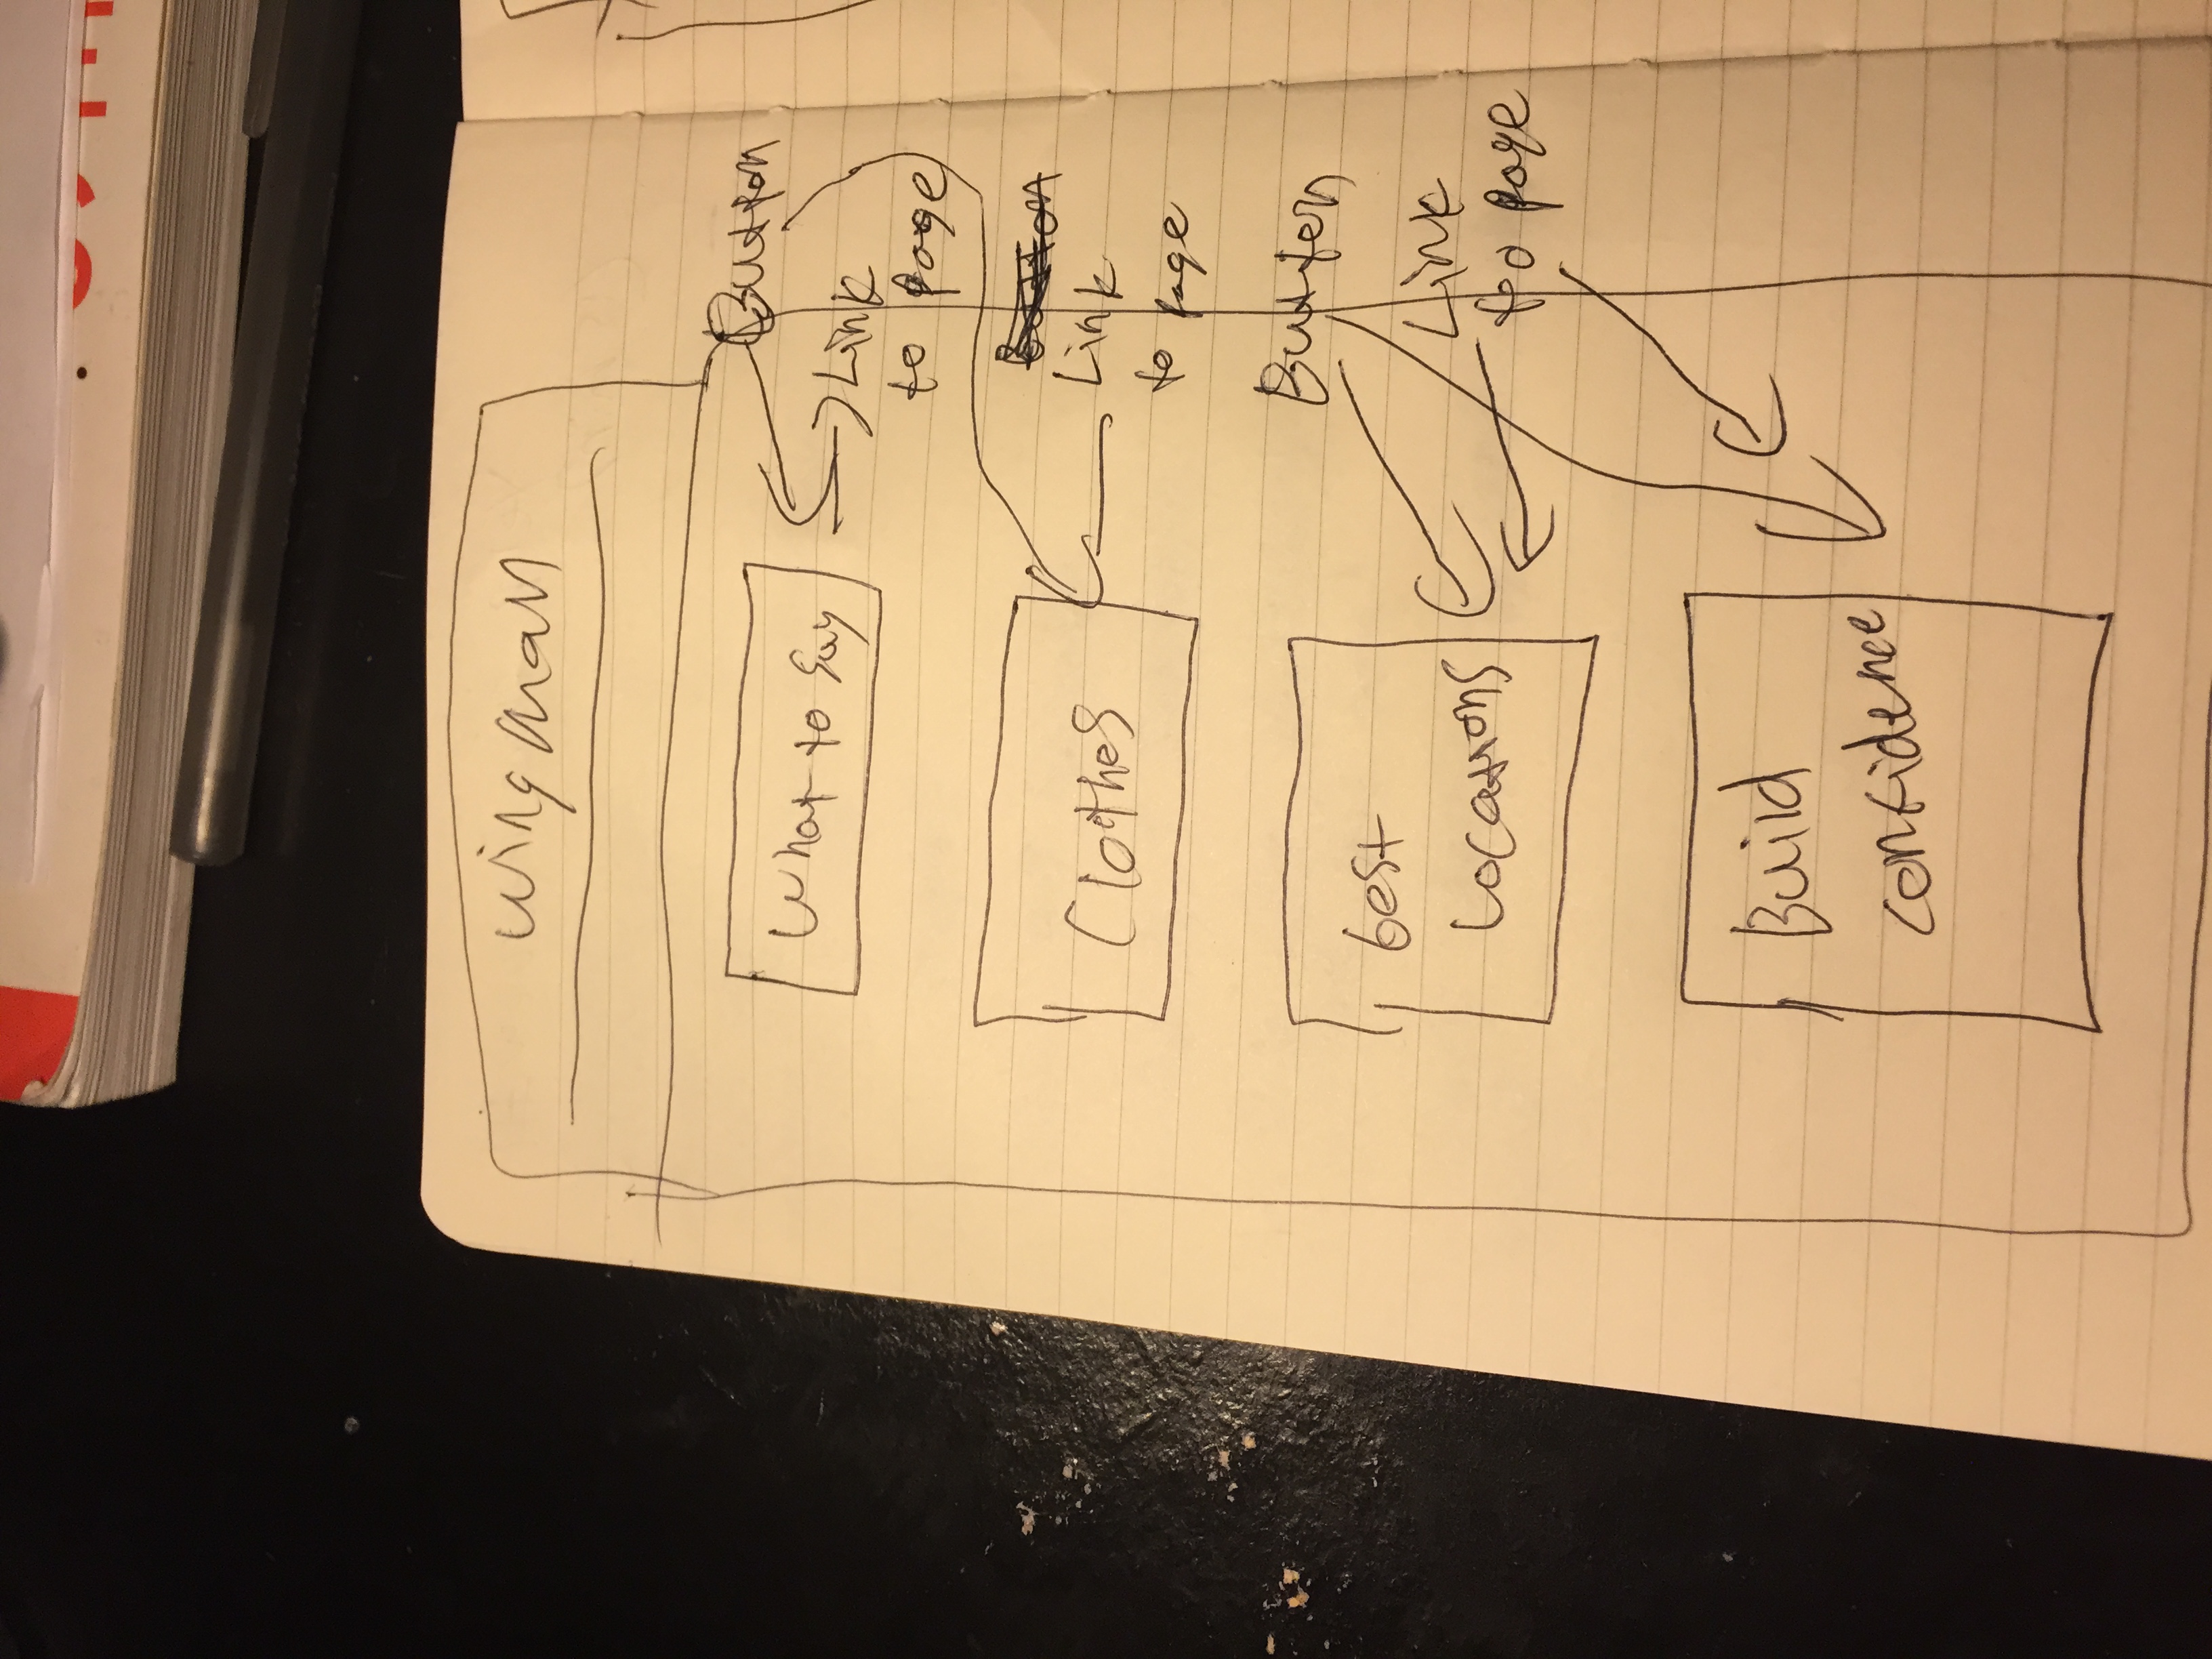 wingman
Button
What to say
Link
to page
Button
Link
Clothes
to page
Button
best
Link
Locations
to page
Build
confidence